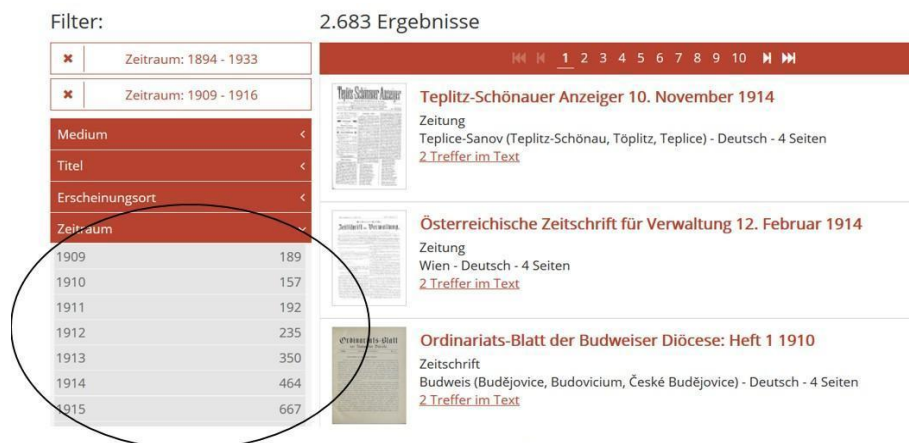 Filter:
✖ Zeitraum: 1894 - 1933
✖ Zeitraum: 1909 - 1916
Medium
Titel
Erscheinungsort
Zeitraum
1909 189
1910 157
1911 192
1912 235
1913 350
1914 464
1915 667
2.683 Ergebnisse
1 2 3 4 5 6 7 8 9 10
Teplitz-Schönauer Anzeiger
Teplitz-Schönauer Anzeiger 10. November 1914
Zeitung
Teplice-Sanov (Teplitz-Schönau, Töplitz, Teplice) - Deutsch - 4 Seiten
2 Treffer im Text
Österreichische Zeitschrift für Verwaltung 12. Februar 1914
Zeitung
Wien - Deutsch - 4 Seiten
2 Treffer im Text
Ordinariats-Blatt
Ordinariats-Blatt der Budweiser Diöcese: Heft 1 1910
Zeitschrift
Budweis (Budějovice, Budovicium, České Budějovice) - Deutsch - 4 Seiten
2 Treffer im Text